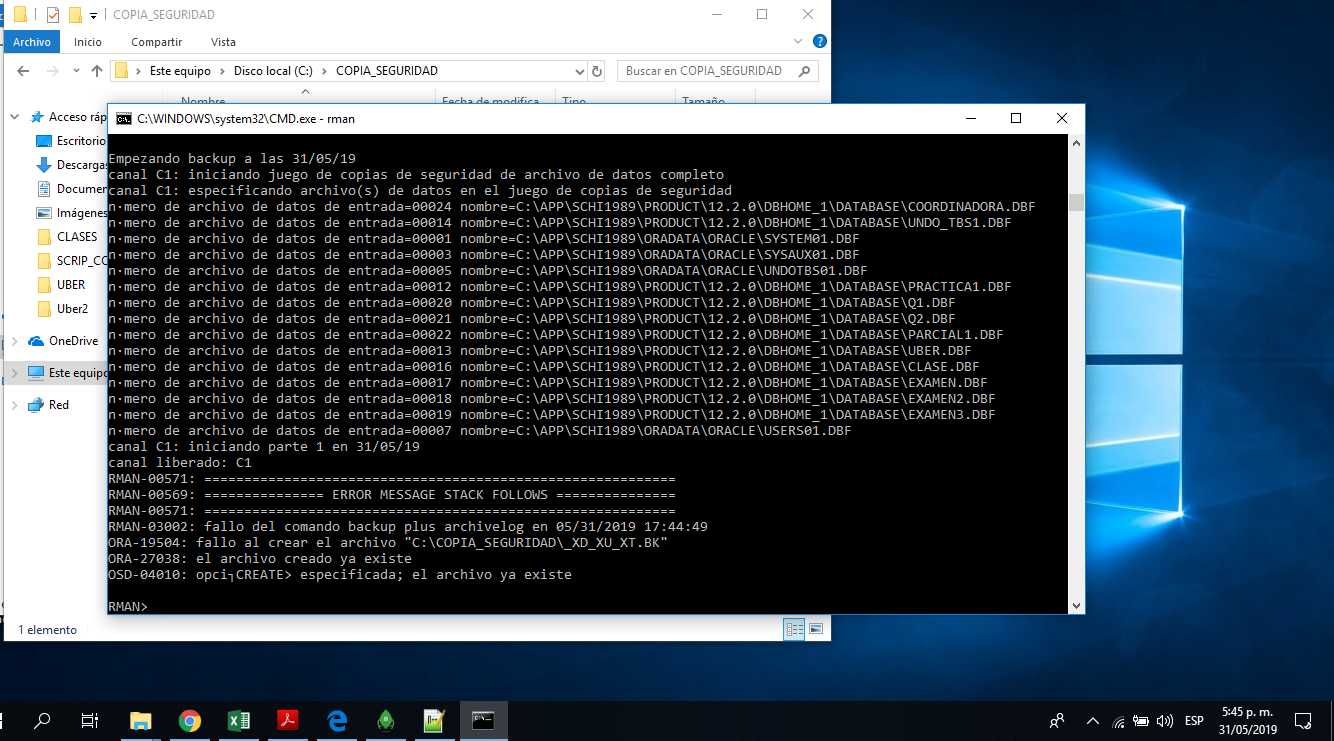 COPIA_SEGURIDAD
Archivo Inicio Compartir Vista
Este equipo Disco local (C:) COPIA_SEGURIDAD
Buscar en COPIA_SEGURIDAD
Nombre Fecha de modifica Tipo Tamaño
Acceso ráp
Escritorio
Descargas
Documen
Imágenes
CLASES
SCRIP_CO
UBER
Uber2
OneDrive
Este equipo
Red
1 elemento
C:\WINDOWS\system32\CMD.exe - rman
Empezando backup a las 31/05/19
canal C1: iniciando juego de copias de seguridad de archivo de datos completo
canal C1: especificando archivo(s) de datos en el juego de copias de seguridad
n·mero de archivo de datos de entrada=00024 nombre=C:\APP\SCHI1989\PRODUCT\12.2.0\DBHOME_1\DATABASE\COORDINADORA.DBF
n·mero de archivo de datos de entrada=00014 nombre=C:\APP\SCHI1989\PRODUCT\12.2.0\DBHOME_1\DATABASE\UNDO_TBS1.DBF
n·mero de archivo de datos de entrada=00001 nombre=C:\APP\SCHI1989\ORADATA\ORACLE\SYSTEM01.DBF
n·mero de archivo de datos de entrada=00003 nombre=C:\APP\SCHI1989\ORADATA\ORACLE\SYSAUX01.DBF
n·mero de archivo de datos de entrada=00005 nombre=C:\APP\SCHI1989\ORADATA\ORACLE\UNDOTBS01.DBF
n·mero de archivo de datos de entrada=00012 nombre=C:\APP\SCHI1989\PRODUCT\12.2.0\DBHOME_1\DATABASE\PRACTICA1.DBF
n·mero de archivo de datos de entrada=00020 nombre=C:\APP\SCHI1989\PRODUCT\12.2.0\DBHOME_1\DATABASE\Q1.DBF
n·mero de archivo de datos de entrada=00021 nombre=C:\APP\SCHI1989\PRODUCT\12.2.0\DBHOME_1\DATABASE\Q2.DBF
n·mero de archivo de datos de entrada=00022 nombre=C:\APP\SCHI1989\PRODUCT\12.2.0\DBHOME_1\DATABASE\PARCIAL1.DBF
n·mero de archivo de datos de entrada=00013 nombre=C:\APP\SCHI1989\PRODUCT\12.2.0\DBHOME_1\DATABASE\UBER.DBF
n·mero de archivo de datos de entrada=00016 nombre=C:\APP\SCHI1989\PRODUCT\12.2.0\DBHOME_1\DATABASE\CLASE.DBF
n·mero de archivo de datos de entrada=00017 nombre=C:\APP\SCHI1989\PRODUCT\12.2.0\DBHOME_1\DATABASE\EXAMEN.DBF
n·mero de archivo de datos de entrada=00018 nombre=C:\APP\SCHI1989\PRODUCT\12.2.0\DBHOME_1\DATABASE\EXAMEN2.DBF
n·mero de archivo de datos de entrada=00019 nombre=C:\APP\SCHI1989\PRODUCT\12.2.0\DBHOME_1\DATABASE\EXAMEN3.DBF
n·mero de archivo de datos de entrada=00007 nombre=C:\APP\SCHI1989\ORADATA\ORACLE\USERS01.DBF
canal C1: iniciando parte 1 en 31/05/19
canal liberado: C1
RMAN-00571: ===========================================================
RMAN-00569: =============== ERROR MESSAGE STACK FOLLOWS ===============
RMAN-00571: ===========================================================
RMAN-03002: fallo del comando backup plus archivelog en 05/31/2019 17:44:49
ORA-19504: fallo al crear el archivo "C:\COPIA_SEGURIDAD\_XD_XU_XT.BK"
ORA-27038: el archivo creado ya existe
OSD-04010: opci┐CREATE> especificada; el archivo ya existe
RMAN>
ESP
5:45 p. m.
31/05/2019